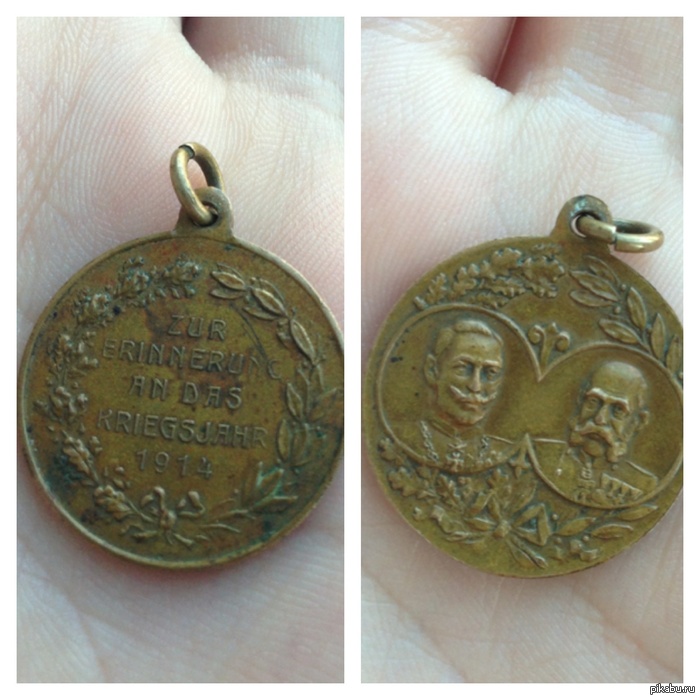 ZUR
ERINNERUNG
AN DAS
KRIEGSJAHR
1914
pikabu.ru